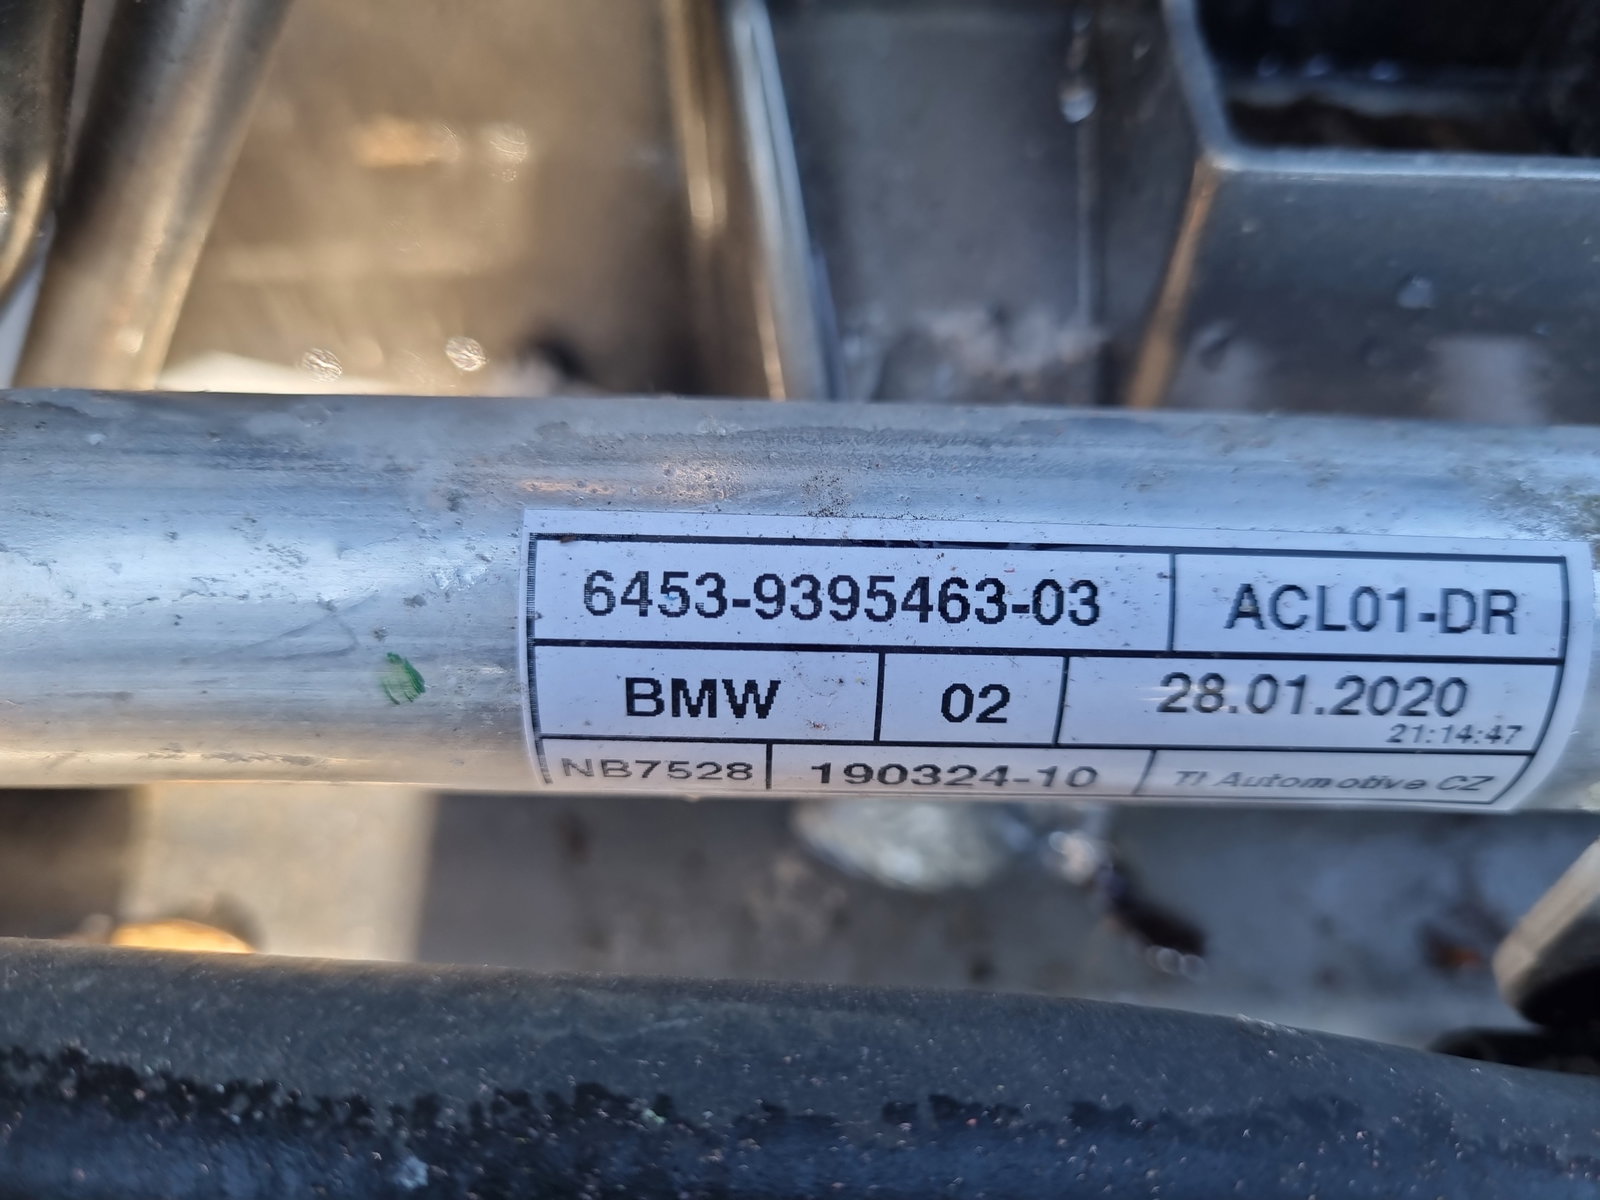 6453-9395463-03 ACL01-DR
BMW 02 28.01.2020
21:14:47
NB7528 190324-10 TI Automotive CZ